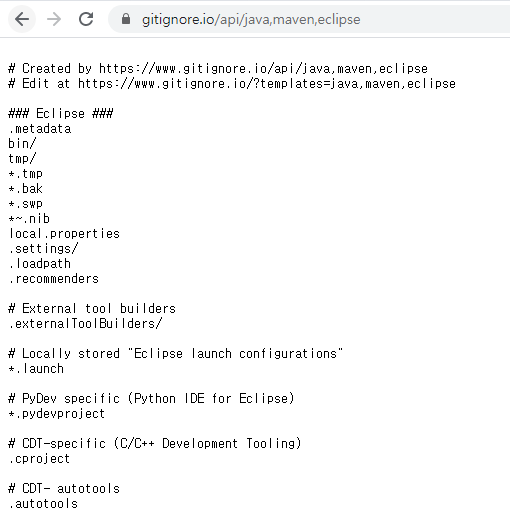 gitignore.io/api/java,maven,eclipse
# Created by https://www.gitignore.io/api/java,maven,eclipse
# Edit at https://www.gitignore.io/?templates=java,maven,eclipse
### Eclipse ###
.metadata
bin/
tmp/
*.tmp
*.bak
*.swp
*~.nib
local.properties
.settings/
.loadpath
.recommenders
# External tool builders
.externalToolBuilders/
# Locally stored "Eclipse launch configurations"
*.launch
# PyDev specific (Python IDE for Eclipse)
*.pydevproject
# CDT-specific (C/C++ Development Tooling)
.cproject
# CDT- autotools
.autotools